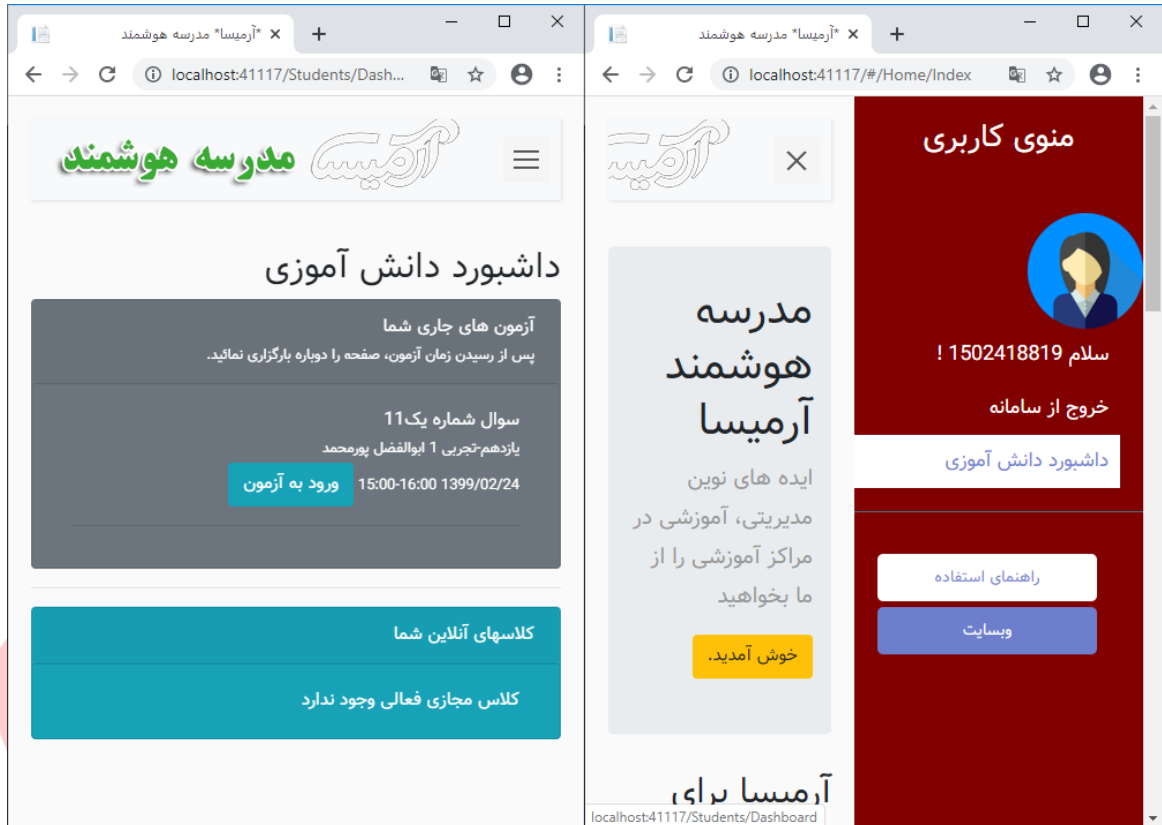 *آرمیسا* مدرسه هوشمند
localhost:41117/Students/Dash...
آرمیسا مدرسه هوشمند
داشبورد دانش آموزی
آزمون های جاری شما
پس از رسیدن زمان آزمون، صفحه را دوباره بارگزاری نمائید.
سوال شماره یک11
یازدهم-تجربی 1 ابوالفضل پورمحمد
15:00-16:00 1399/02/24 ورود به آزمون
کلاسهای آنلاین شما
کلاس مجازی فعالی وجود ندارد
*آرمیسا* مدرسه هوشمند
localhost:41117/#/Home/Index
منوی کاربری
سلام 1502418819 !
خروج از سامانه
داشبورد دانش آموزی
راهنمای استفاده
وبسایت
آرمیسا
مدرسه
هوشمند
آرمیسا
ایده های نوین
مدیریتی، آموزشی در
مراکز آموزشی را از
ما بخواهید
خوش آمدید.
آرمیسا برای
localhost:41117/Students/Dashboard